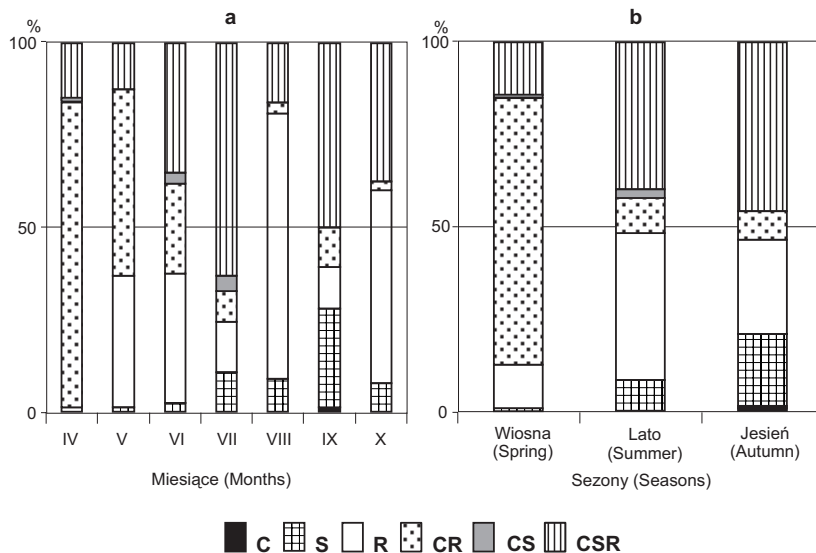 a b
% %
100 100
50 50
0 0
IV V VI VII VIII IX X
Wiosna Lato Jesień
(Spring) (Summer) (Autumn)
Miesiące (Months) Sezony (Seasons)
C S R CR CS CSR